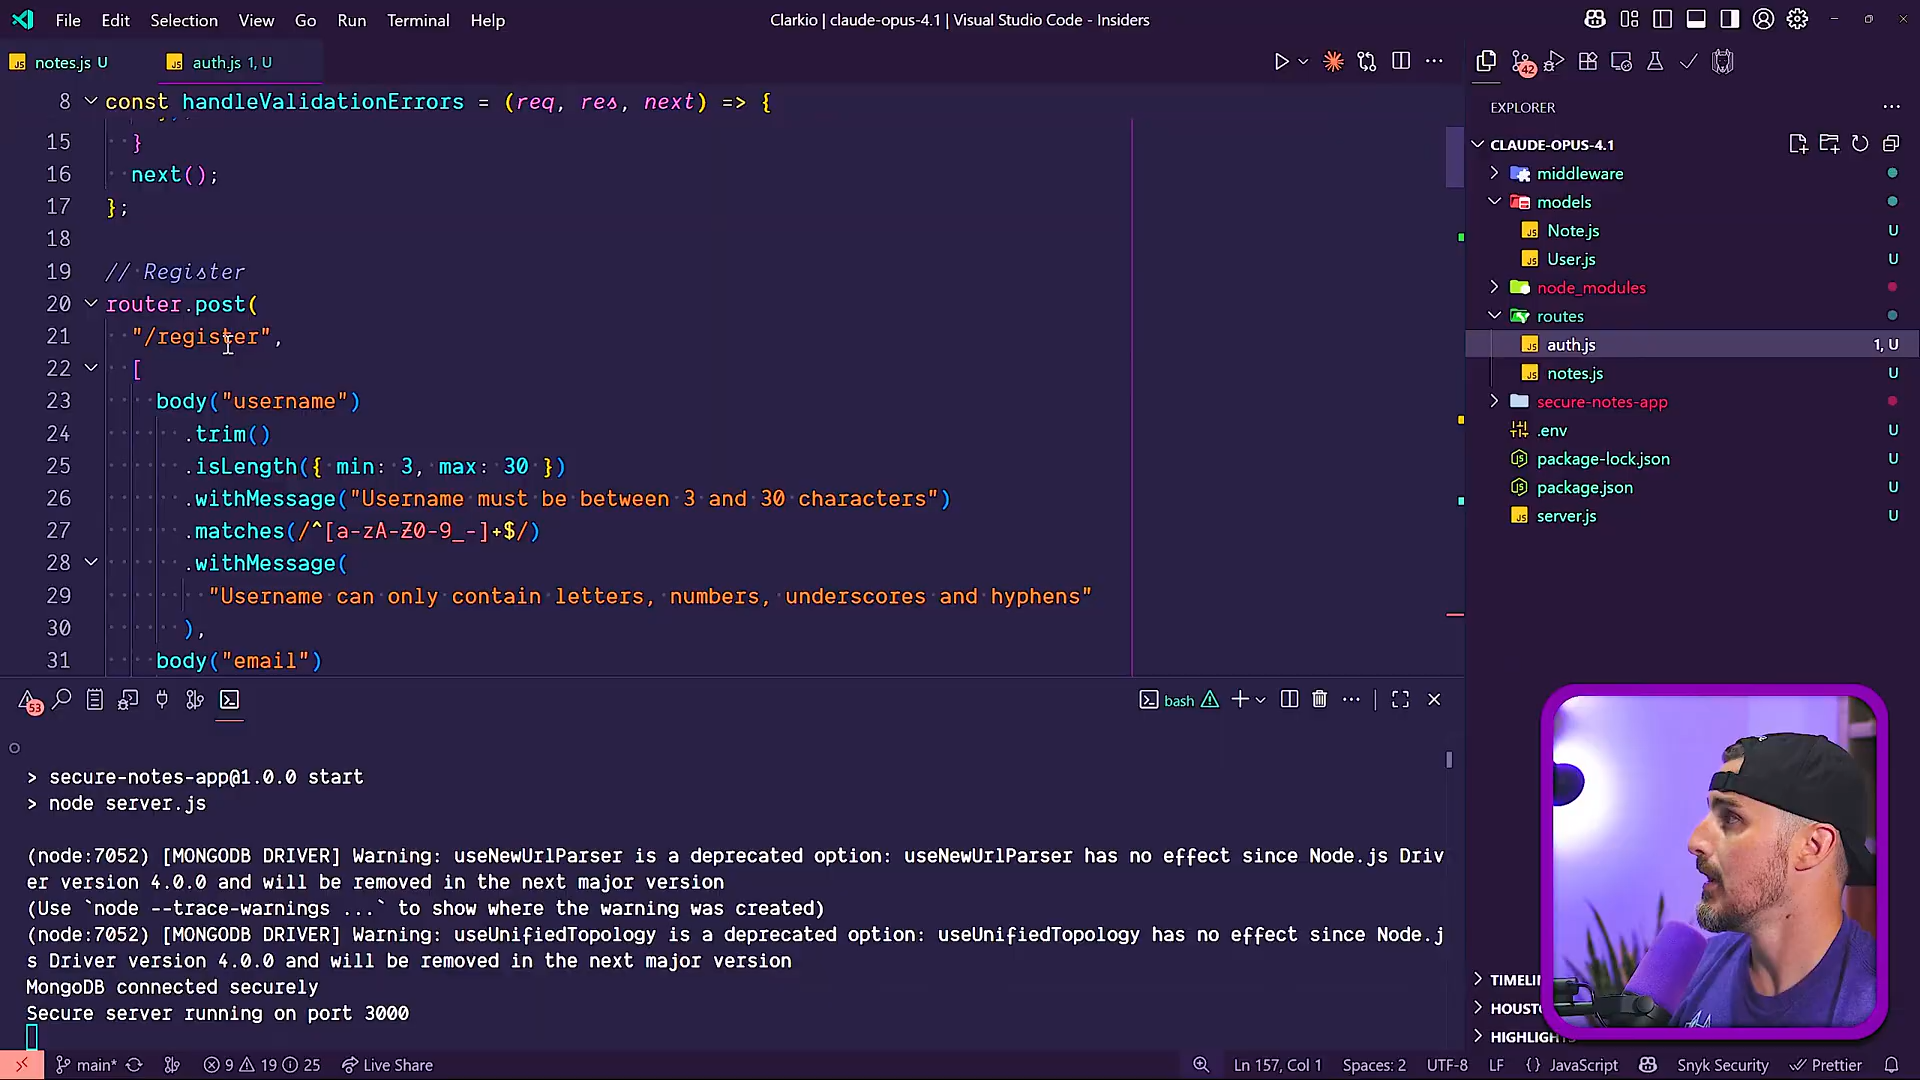 File Edit Selection View Go Run Terminal Help
Clarkio | claude-opus-4.1 | Visual Studio Code - Insiders
notes.js U
auth.js 1, U
8 const handleValidationErrors = (req, res, next) => {
15 }
16 next();
17 };
18
19 // Register
20 router.post(
21 "/register",
22 [
23 body("username")
24 .trim()
25 .isLength({ min: 3, max: 30 })
26 .withMessage("Username must be between 3 and 30 characters")
27 .matches(/^[a-zA-Z0-9_-]+$/)
28 .withMessage(
29 "Username can only contain letters, numbers, underscores and hyphens"
30 ),
31 body("email")
53
bash
> secure-notes-app@1.0.0 start
> node server.js
(node:7052) [MONGODB DRIVER] Warning: useNewUrlParser is a deprecated option: useNewUrlParser has no effect since Node.js Driv
er version 4.0.0 and will be removed in the next major version
(Use `node --trace-warnings ...` to show where the warning was created)
(node:7052) [MONGODB DRIVER] Warning: useUnifiedTopology is a deprecated option: useUnifiedTopology has no effect since Node.j
s Driver version 4.0.0 and will be removed in the next major version
MongoDB connected securely
Secure server running on port 3000
42
EXPLORER
CLAUDE-OPUS-4.1
middleware
models
Note.js U
User.js U
node_modules
routes
auth.js 1, U
notes.js U
secure-notes-app
.env U
package-lock.json U
package.json U
server.js U
TIMELI
HOUST
HIGHLIGH
main* 9 19 25 Live Share
Ln 157, Col 1 Spaces: 2 UTF-8 LF {} JavaScript Snyk Security Prettier